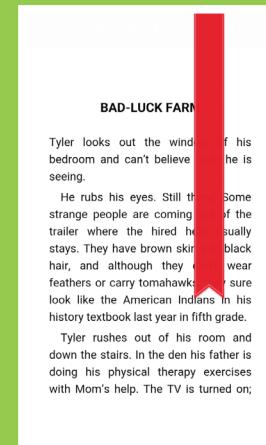 BAD-LUCK FARM
Tyler looks out the of his
bedroom and can't believe he is
seeing.
He rubs his eyes. Still Some
strange people are coming of the
trailer where the hired usually
stays. They have brown skin black
hair, and although they wear
feathers or carry tomahawks, sure
look like the American Indians in his
history textbook last year in fifth grade.
Tyler rushes out of his room and
down the stairs. In the den his father is
doing his physical therapy exercises
with Mom's help. The TV is turned on;